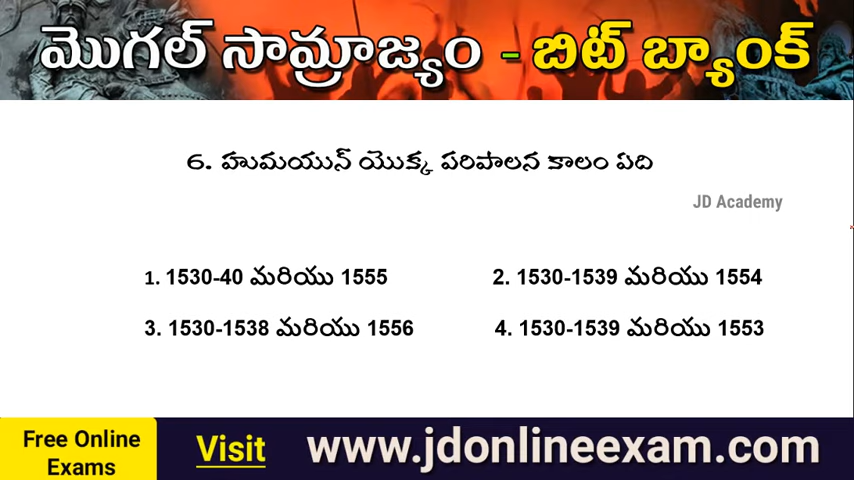 మొగల్ సామ్రాజ్యం - బిట్ బ్యాంక్
6. హుమయున్ యొక్క పరిపాలన కాలం ఏది
JD Academy
1. 1530-40 మరియు 1555
2. 1530-1539 మరియు 1554
3. 1530-1538 మరియు 1556
4. 1530-1539 మరియు 1553
Free Online
Exams
Visit
www.jdonlineexam.com